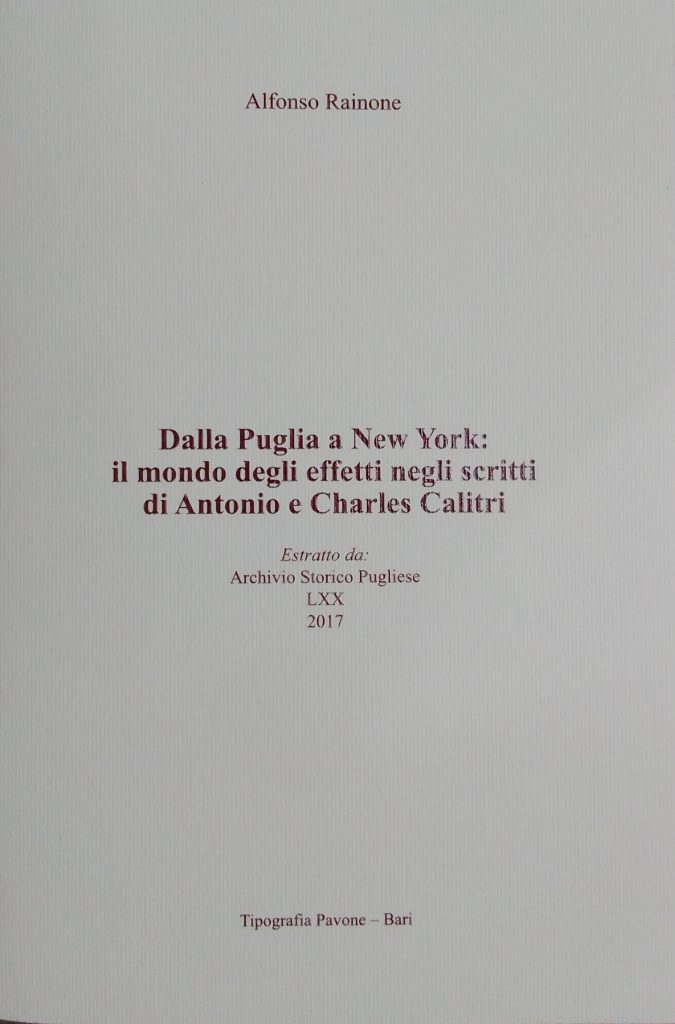 Alfonso Rainone
Dalla Puglia a New York:
il mondo degli effetti negli scritti
di Antonio e Charles Calitri
Estratto da:
Archivio Storico Pugliese
LXX
2017
Tipografia Pavone – Bari